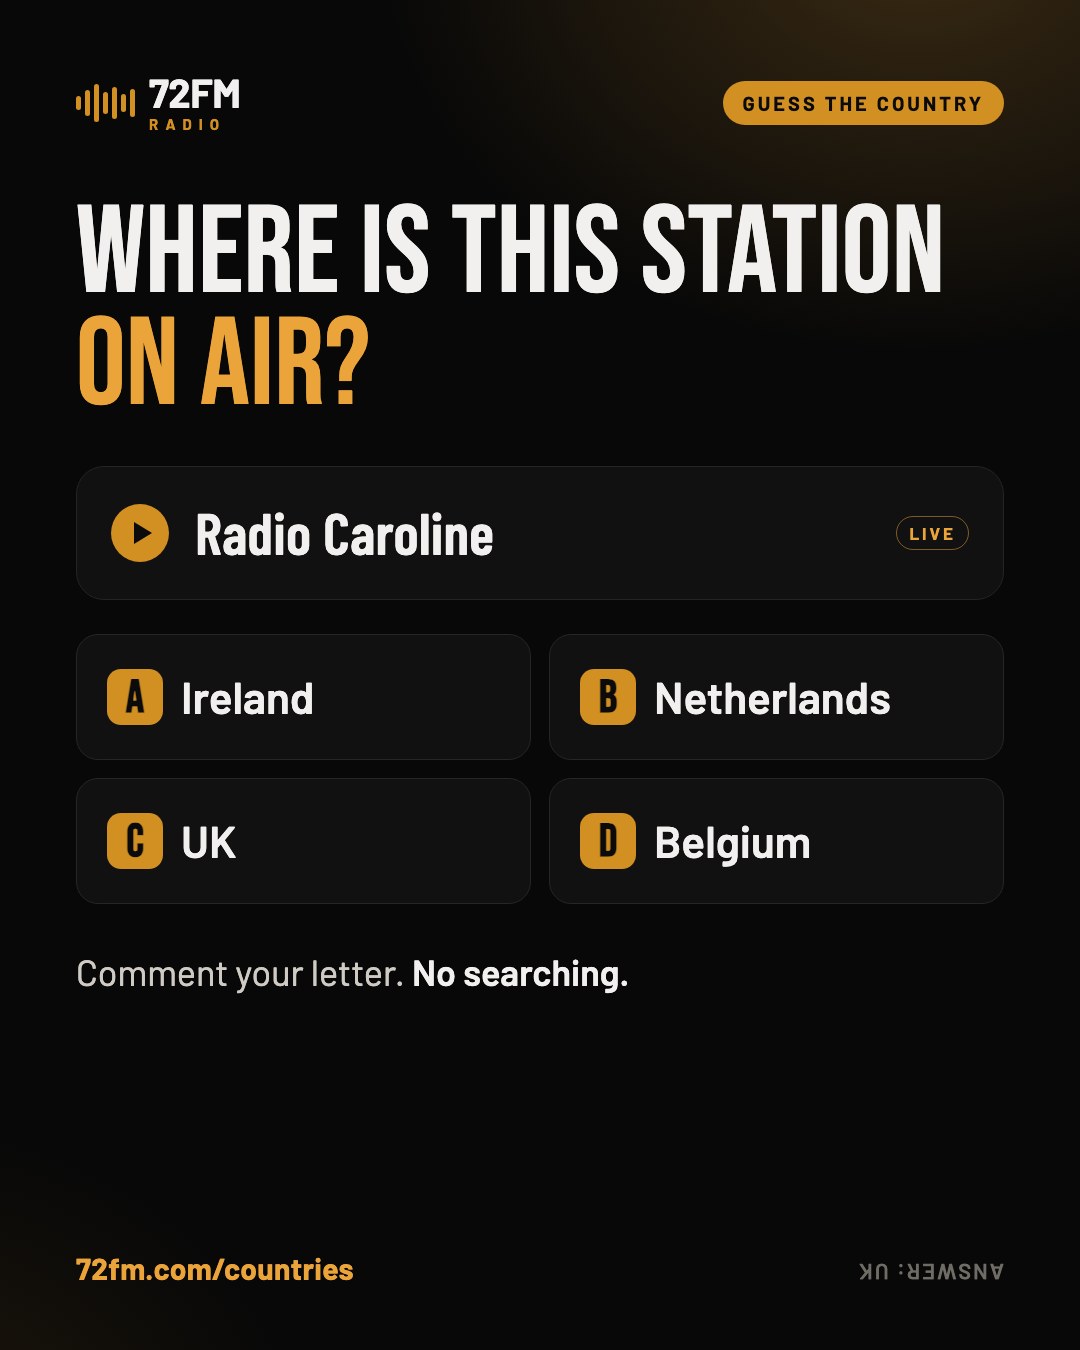 72FM
RADIO
GUESS THE COUNTRY
WHERE IS THIS STATION
ON AIR?
Radio Caroline
LIVE
A Ireland
B Netherlands
C UK
D Belgium
Comment your letter. No searching.
72fm.com/countries
ANSWER: UK